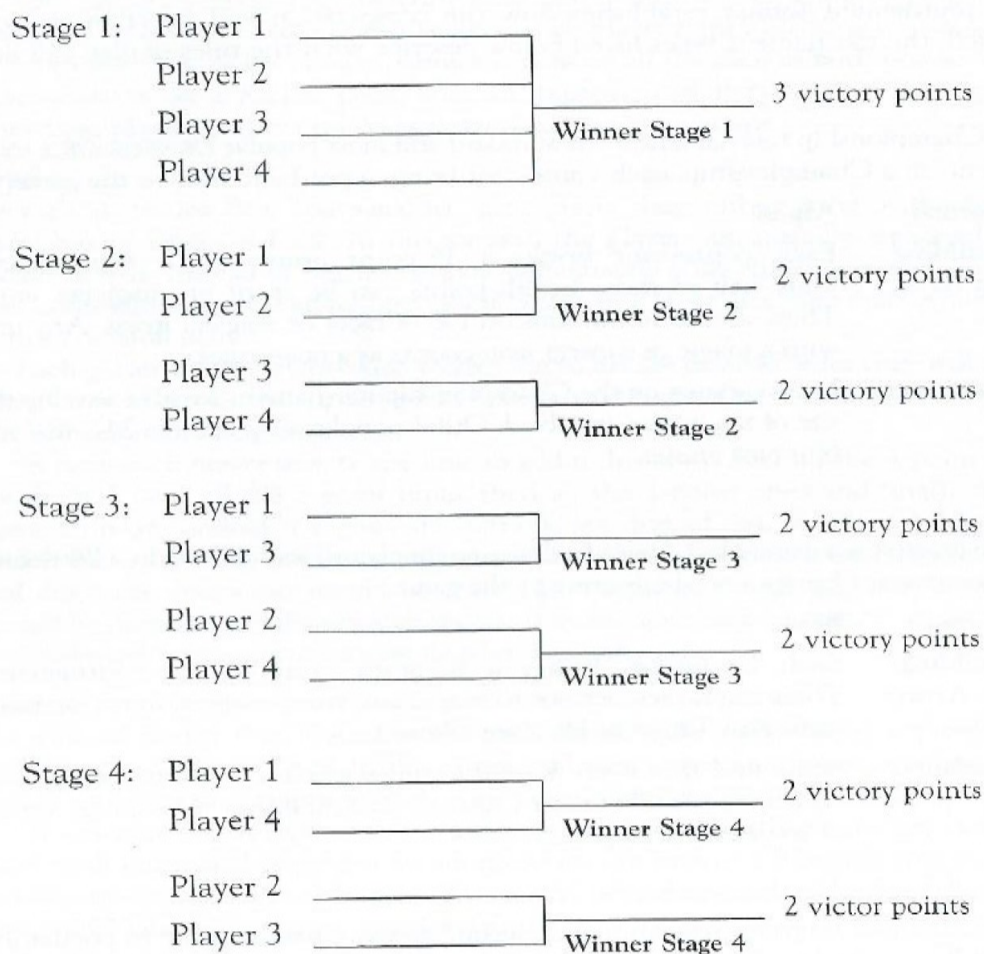 Stage 1: Player 1
Player 2
3 victory points
Player 3
Winner Stage 1
Player 4
Stage 2: Player 1
2 victory points
Player 2
Winner Stage 2
Player 3
2 victory points
Player 4
Winner Stage 2
Stage 3: Player 1
2 victory points
Player 3
Winner Stage 3
Player 2
2 victory points
Player 4
Winner Stage 3
Stage 4: Player 1
2 victory points
Player 4
Winner Stage 4
Player 2
2 victor points
Player 3
Winner Stage 4